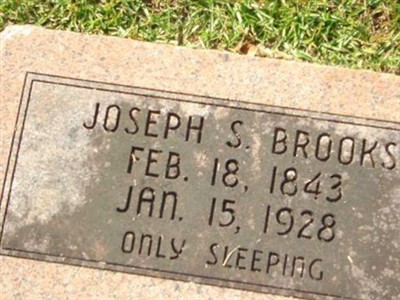 JOSEPH S. BROOKS
FEB. 18, 1843
JAN. 15, 1928
ONLY SLEEPING